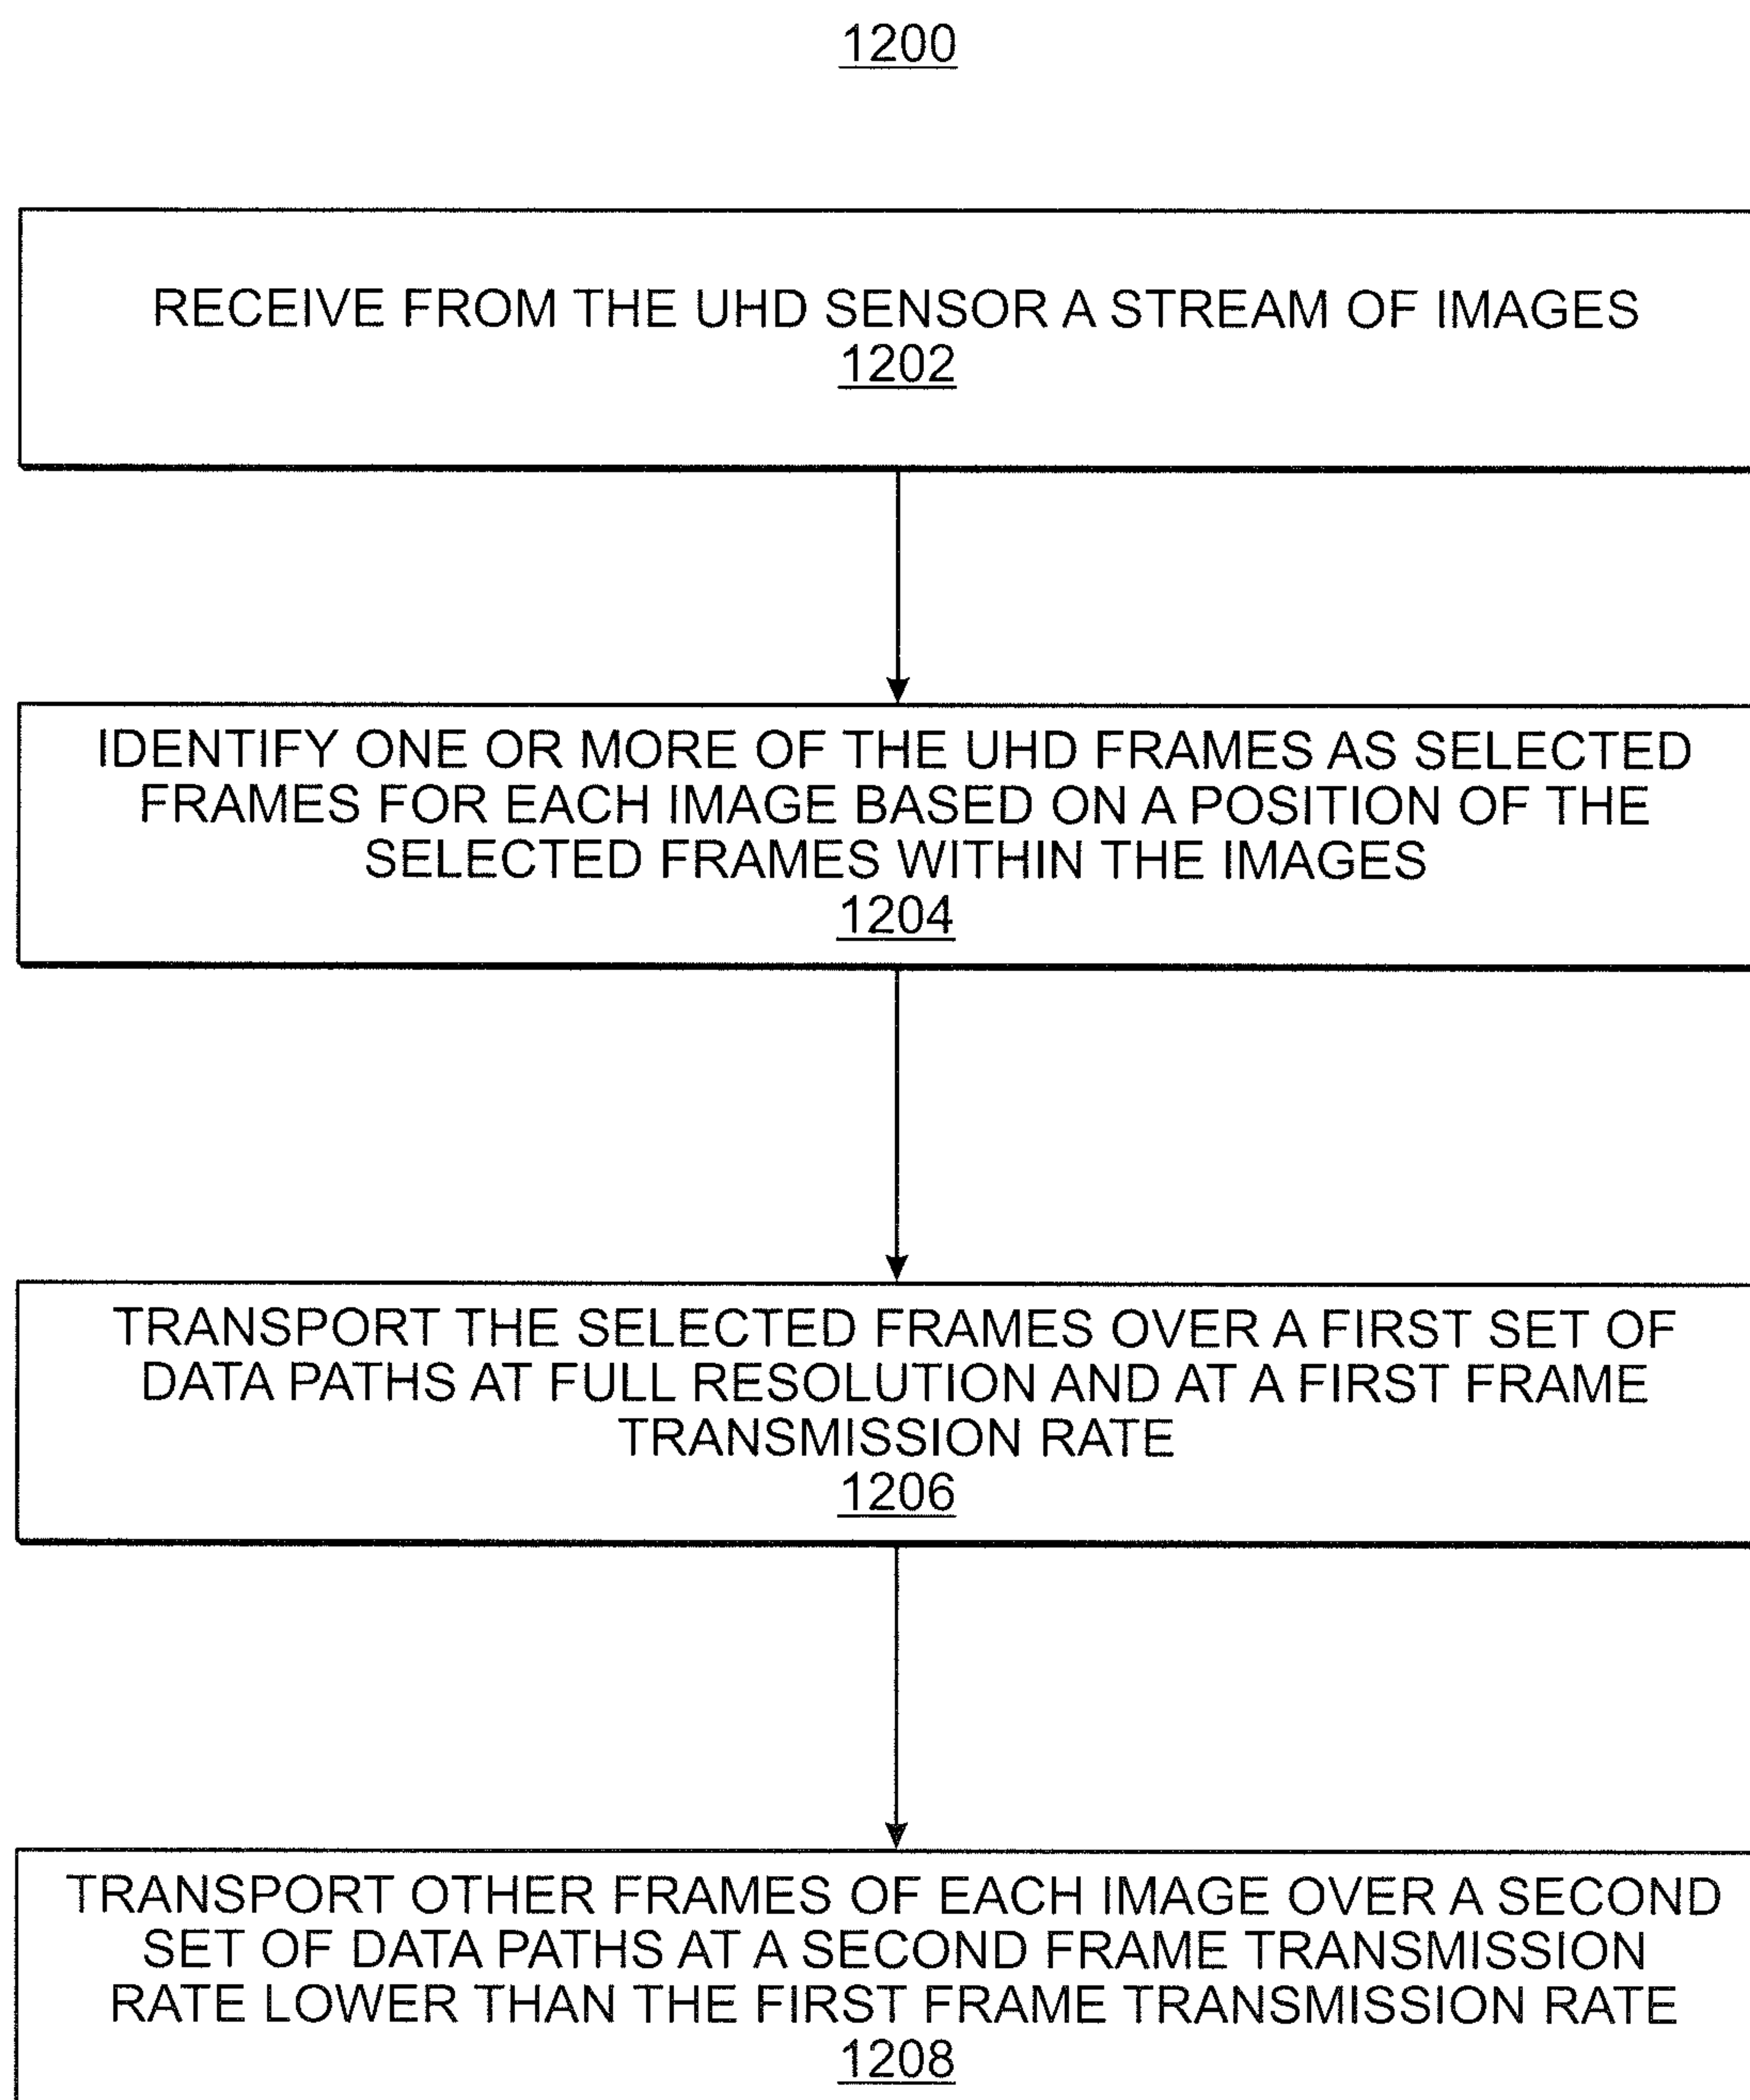 1200
RECEIVE FROM THE UHD SENSOR A STREAM OF IMAGES
1202
IDENTIFY ONE OR MORE OF THE UHD FRAMES AS SELECTED
FRAMES FOR EACH IMAGE BASED ON A POSITION OF THE
SELECTED FRAMES WITHIN THE IMAGES
1204
TRANSPORT THE SELECTED FRAMES OVER A FIRST SET OF
DATA PATHS AT FULL RESOLUTION AND AT A FIRST FRAME
TRANSMISSION RATE
1206
TRANSPORT OTHER FRAMES OF EACH IMAGE OVER A SECOND
SET OF DATA PATHS AT A SECOND FRAME TRANSMISSION
RATE LOWER THAN THE FIRST FRAME TRANSMISSION RATE
1208